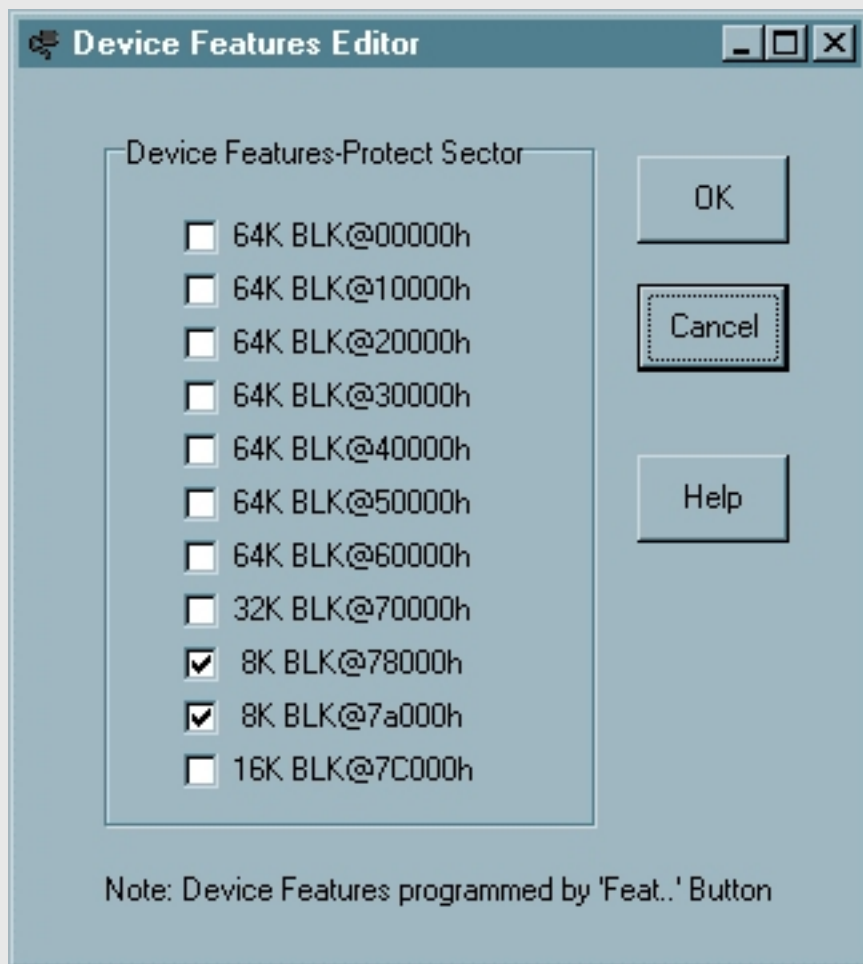 Device Features Editor
Device Features-Protect Sector
64K BLK@00000h
64K BLK@10000h
64K BLK@20000h
64K BLK@30000h
64K BLK@40000h
64K BLK@50000h
64K BLK@60000h
32K BLK@70000h
8K BLK@78000h
8K BLK@7a000h
16K BLK@7C000h
OK
Cancel
Help
Note: Device Features programmed by 'Feat..' Button